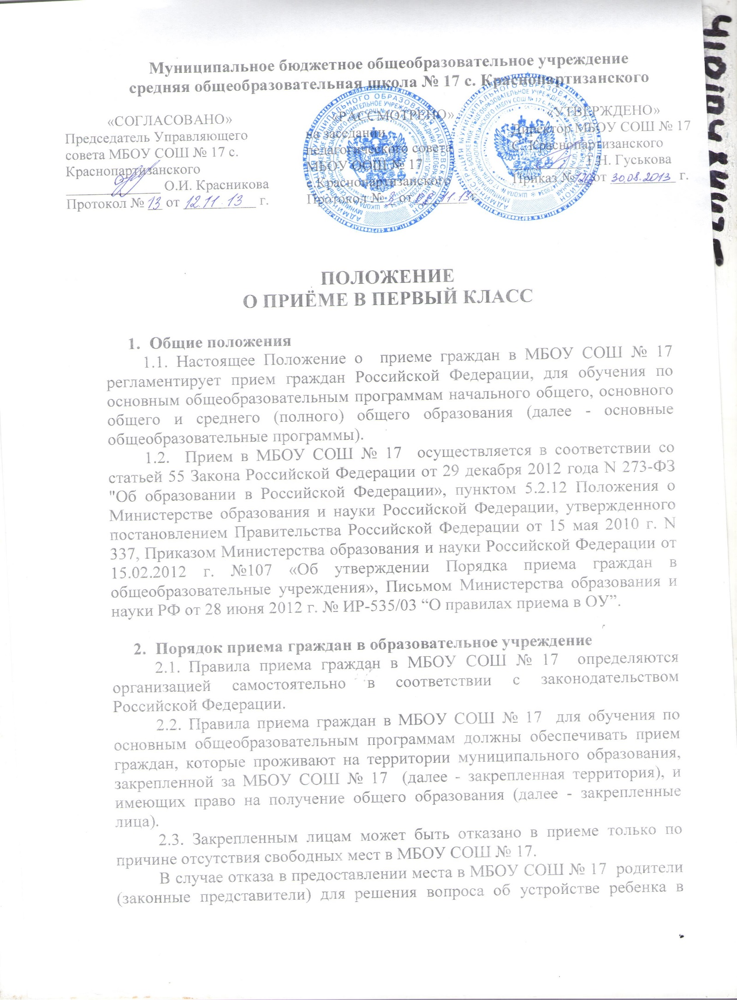 Муниципальное бюджетное общеобразовательное учреждение
средняя общеобразовательная школа № 17 с. Краснопартизанского
«СОГЛАСОВАНО»
Председатель Управляющего
совета МБОУ СОШ № 17 с.
Краснопартизанского
О.И. Красникова
Протокол № 13 от 12.11.13 г.
«РАССМОТРЕНО»
на заседании
педагогического совета
МБОУ ООШ № 17
с.Краснопартизанского
Протокол № от 11.13 г.
«УТВЕРЖДЕНО»
Директор МБОУ СОШ № 17
С. Краснопартизанского
Т.Н. Гуськова
Приказ № от 30.08.2013 г.
ПОЛОЖЕНИЕ
О ПРИЁМЕ В ПЕРВЫЙ КЛАСС
1. Общие положения
1.1. Настоящее Положение о приеме граждан в МБОУ СОШ № 17
регламентирует прием граждан Российской Федерации, для обучения по
основным общеобразовательным программам начального общего, основного
общего и среднего (полного) общего образования (далее - основные
общеобразовательные программы).
1.2. Прием в МБОУ СОШ № 17 осуществляется в соответствии со
статьей 55 Закона Российской Федерации от 29 декабря 2012 года N 273-ФЗ
"Об образовании в Российской Федерации», пунктом 5.2.12 Положения о
Министерстве образования и науки Российской Федерации, утвержденного
постановлением Правительства Российской Федерации от 15 мая 2010 г. N
337, Приказом Министерства образования и науки Российской Федерации от
15.02.2012 г. №107 «Об утверждении Порядка приема граждан в
общеобразовательные учреждения», Письмом Министерства образования и
науки РФ от 28 июня 2012 г. № ИР-535/03 “О правилах приема в ОУ”.
2. Порядок приема граждан в образовательное учреждение
2.1. Правила приема граждан в МБОУ СОШ № 17 определяются
организацией самостоятельно в соответствии с законодательством
Российской Федерации.
2.2. Правила приема граждан в МБОУ СОШ № 17 для обучения по
основным общеобразовательным программам должны обеспечивать прием
граждан, которые проживают на территории муниципального образования,
закрепленной за МБОУ СОШ № 17 (далее - закрепленная территория), и
имеющих право на получение общего образования (далее - закрепленные
лица).
2.3. Закрепленным лицам может быть отказано в приеме только по
причине отсутствия свободных мест в МБОУ СОШ № 17.
В случае отказа в предоставлении места в МБОУ СОШ № 17 родители
(законные представители) для решения вопроса об устройстве ребенка в